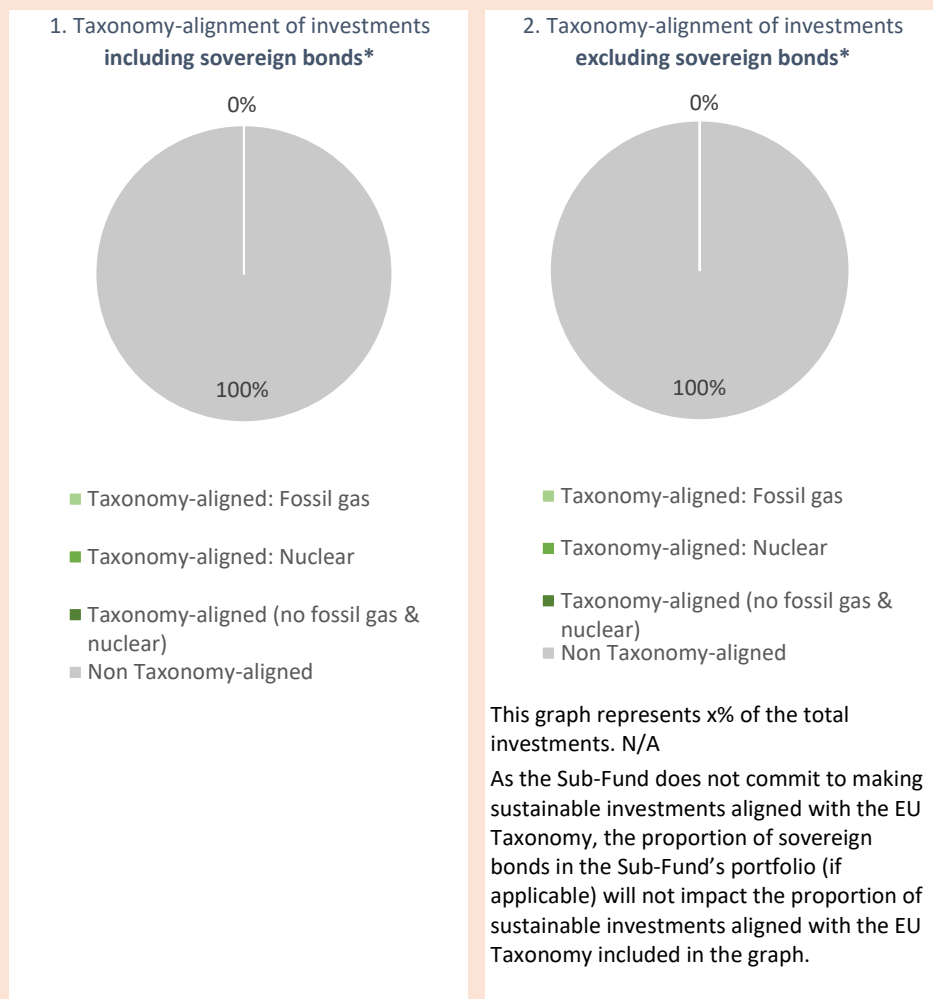 1. Taxonomy-alignment of investments
including sovereign bonds*
0%
100%
Taxonomy-aligned: Fossil gas
Taxonomy-aligned: Nuclear
Taxonomy-aligned (no fossil gas &
nuclear)
Non Taxonomy-aligned
2. Taxonomy-alignment of investments
excluding sovereign bonds*
0%
100%
Taxonomy-aligned: Fossil gas
Taxonomy-aligned: Nuclear
Taxonomy-aligned (no fossil gas &
nuclear)
Non Taxonomy-aligned
This graph represents x% of the total
investments. N/A
As the Sub-Fund does not commit to making
sustainable investments aligned with the EU
Taxonomy, the proportion of sovereign
bonds in the Sub-Fund’s portfolio (if
applicable) will not impact the proportion of
sustainable investments aligned with the EU
Taxonomy included in the graph.